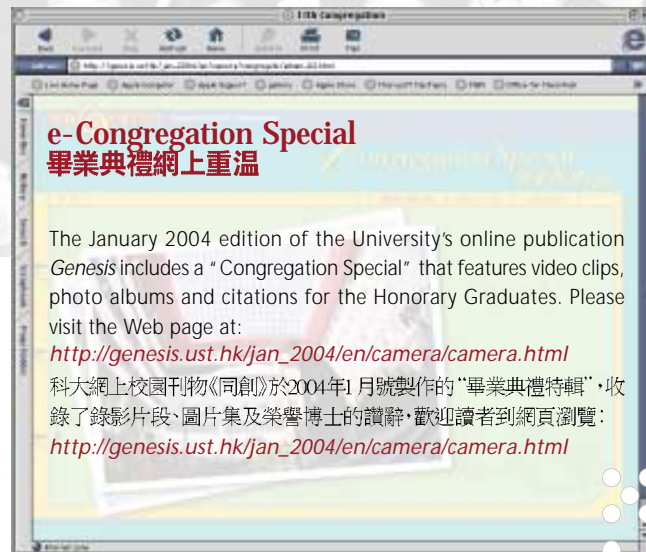 11th Congregation
e-Congregation Special
畢業典禮網上重温
The January 2004 edition of the University's online publication
Genesis includes a "Congregation Special" that features video clips,
photo albums and citations for the Honorary Graduates. Please
visit the Web page at:
http://genesis.ust.hk/jan_2004/en/camera/camera.html
科大網上校園刊物《同創》於2004年1月號製作的“畢業典禮特輯”，收
錄了錄影片段、圖片集及榮譽博士的讚辭，歡迎讀者到網頁瀏覽：
http://genesis.ust.hk/jan_2004/en/camera/camera.html